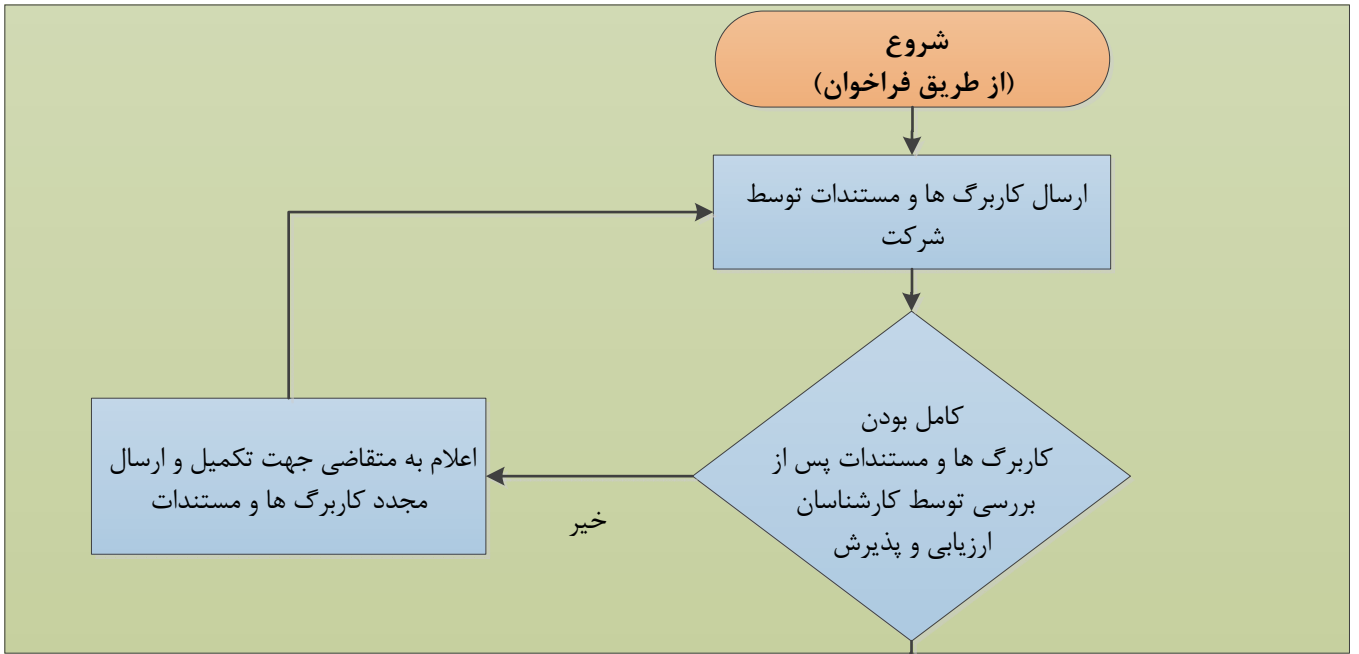 شروع
(از طریق فراخوان)
ارسال کاربرگ ها و مستندات توسط
شرکت
کامل بودن
کاربرگ ها و مستندات پس از
بررسی توسط کارشناسان
ارزیابی و پذیرش
خیر
اعلام به متقاضی جهت تکمیل و ارسال
مجدد کاربرگ ها و مستندات